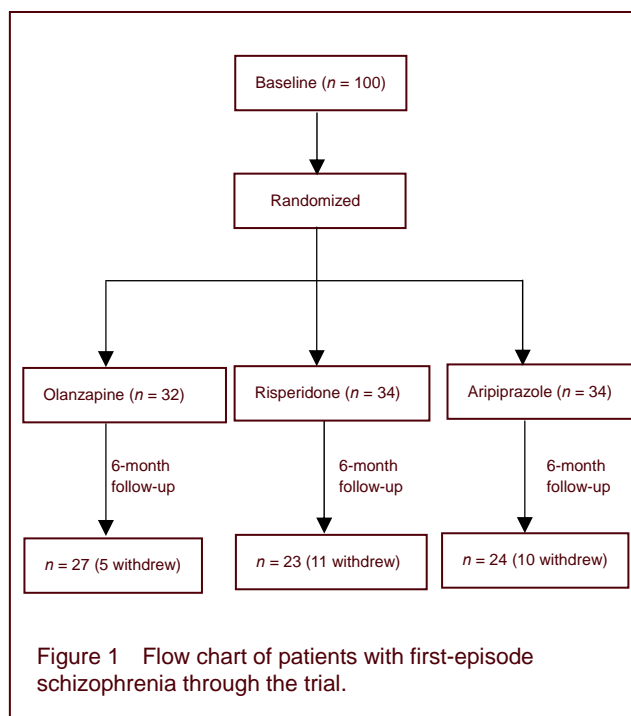 Baseline (n = 100)
Randomized
Olanzapine (n = 32)
Risperidone (n = 34)
Aripiprazole (n = 34)
6-month
follow-up
6-month
follow-up
6-month
follow-up
n = 27 (5 withdrew)
n = 23 (11 withdrew)
n = 24 (10 withdrew)
Figure 1 Flow chart of patients with first-episode
schizophrenia through the trial.